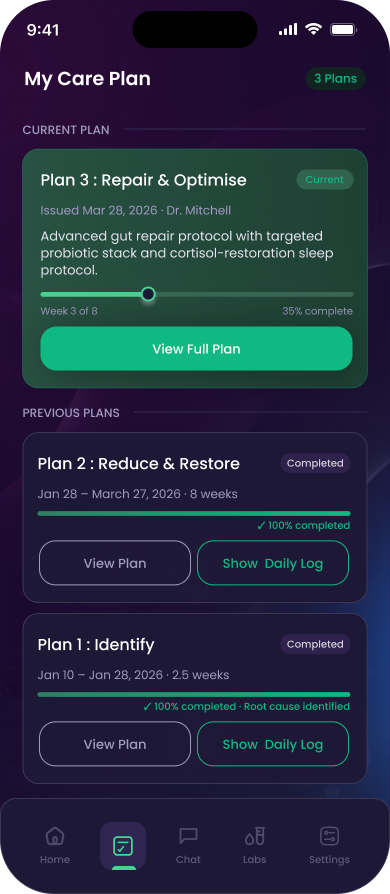 9:41
My Care Plan
3 Plans
CURRENT PLAN
Plan 3 : Repair & Optimise
Current
Issued Mar 28, 2026 · Dr. Mitchell
Advanced gut repair protocol with targeted
probiotic stack and cortisol-restoration sleep
protocol.
Week 3 of 8
35% complete
View Full Plan
PREVIOUS PLANS
Plan 2 : Reduce & Restore
Completed
Jan 28 – March 27, 2026 · 8 weeks
✓ 100% completed
View Plan
Show Daily Log
Plan 1 : Identify
Completed
Jan 10 – Jan 28, 2026 · 2.5 weeks
✓ 100% completed · Root cause identified
View Plan
Show Daily Log
Home
Chat
Labs
Settings